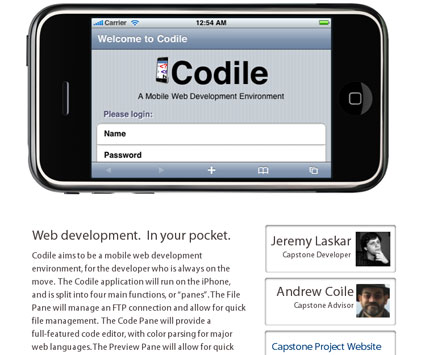 Carrier 12:54 AM
Welcome to Codile
Codile
A Mobile Web Development Environment
Please login:
Name
Password
Web development. In your pocket.
Codile aims to be a mobile web development
environment, for the developer who is always on the
move. The Codile application will run on the iPhone,
and is split into four main functions, or "panes". The File
Pane will manage an FTP connection and allow for quick
file management. The Code Pane will provide a
full-featured code editor, with color parsing for major
web languages. The Preview Pane will allow for quick
Jeremy Laskar
Capstone Developer
Andrew Coile
Capstone Advisor
Capstone Project Website